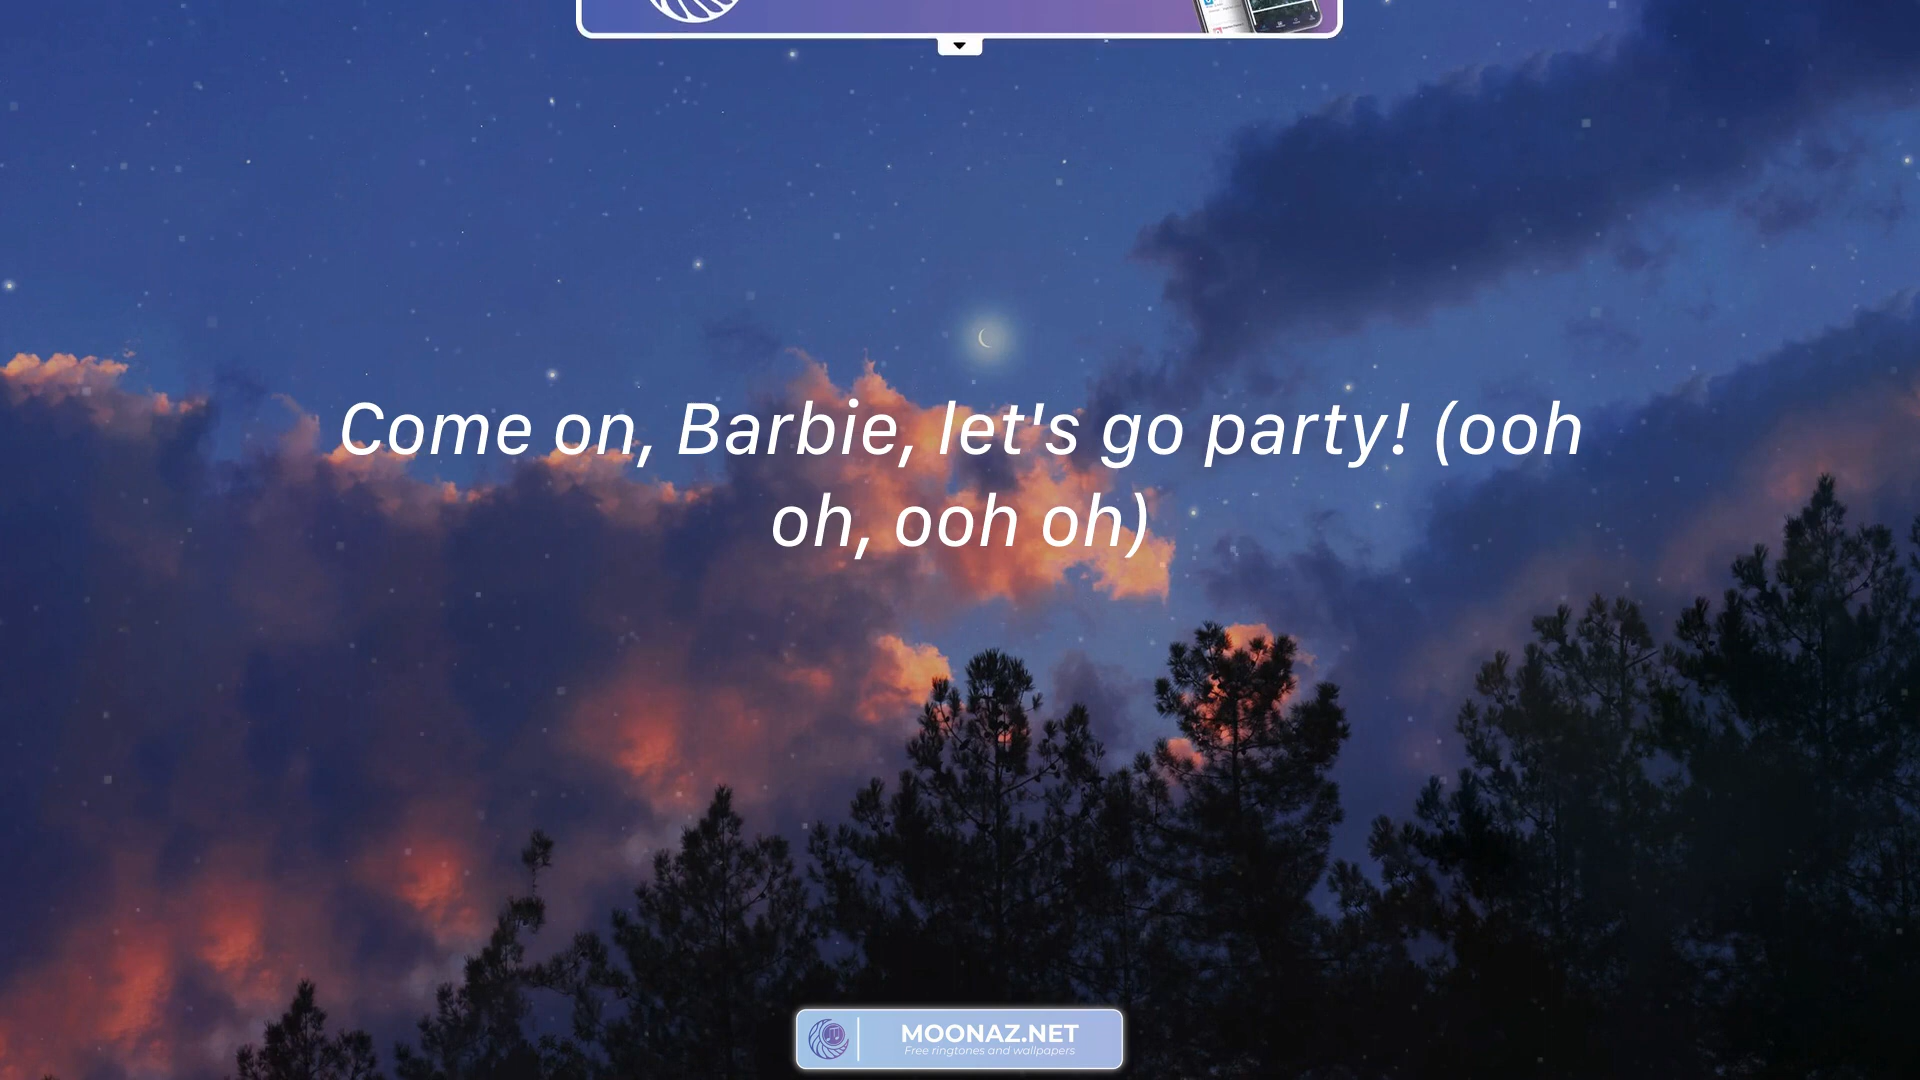 Come on, Barbie, let's go party! (ooh
oh, ooh oh)
MOONAZ.NET
Free ringtones and wallpapers